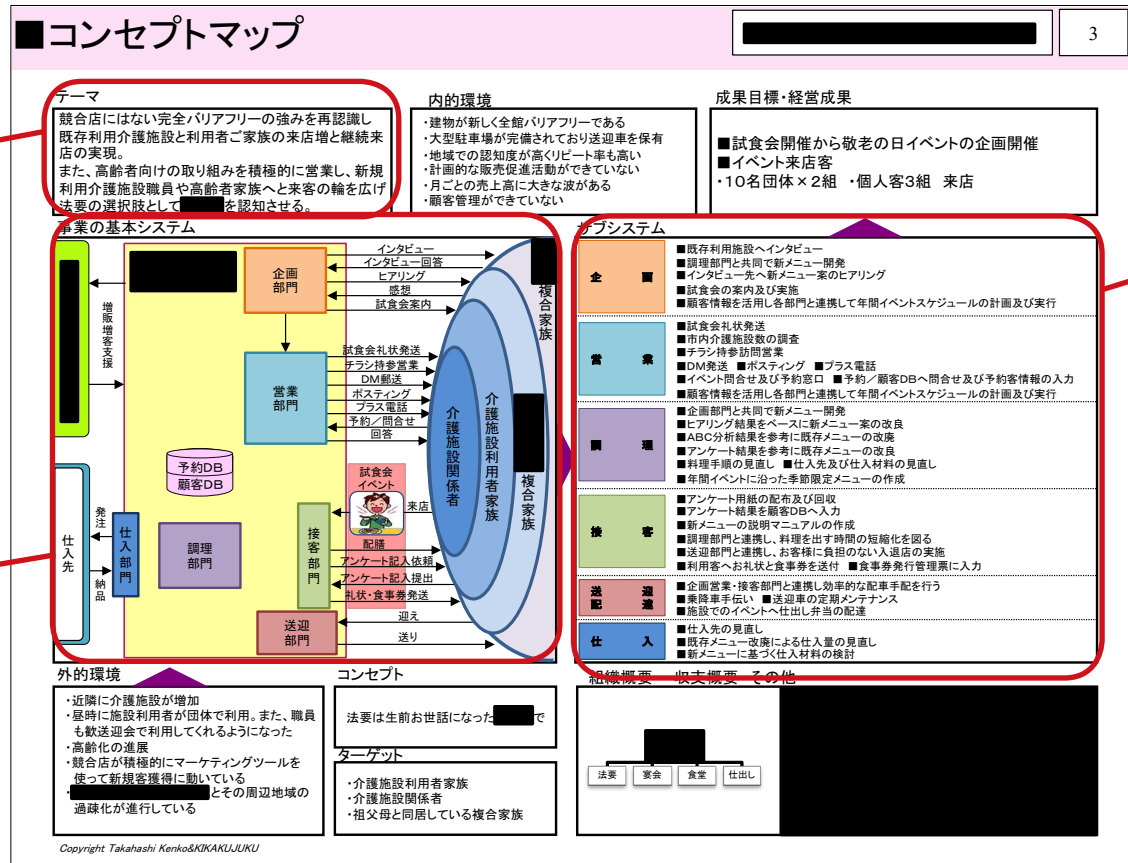 ■コンセプトマップ
3
テーマ
競合店にはない完全バリアフリーの強みを再認識し
既存利用介護施設と利用者ご家族の来店増と継続来
店の実現。
また、高齢者向けの取り組みを積極的に営業し、新規
利用介護施設職員や高齢者家族へと来客の輪を広げ
法要の選択肢として
を認知させる。
内的環境
・建物が新しく全館バリアフリーである
・大型駐車場が完備されており送迎車を保有
・地域での認知度が高くリピート率も高い
・計画的な販売促進活動ができていない
・月ごとの売上高に大きな波がある
・顧客管理ができていない
成果目標・経営成果
■試食会開催から敬老の日イベントの企画開催
■イベント来店客
・10名団体×2組 ・個人客3組 来店
事業の基本システム
増販増客支援
企画
部門
インタビュー
インタビュー回答
ヒアリング
感想
試食会案内
営業
部門
試食会礼状発送
チラシ持参営業
DM郵送
ポスティング
プラス電話
予約/問合せ
回答
予約DB
顧客DB
仕入先
発注
納品
仕入部門
調理
部門
接客部門
試食会
イベント
来店
配膳
アンケート記入依頼
アンケート記入提出
礼状・食事券発送
送迎
部門
迎え
送り
介護施設関係者
介護施設利用者家族
複合家族
複合家族
サブシステム
企 画
■既存利用施設へインタビュー
■調理部門と共同で新メニュー開発
■インタビュー先へ新メニュー案のヒアリング
■試食会の案内及び実施
■顧客情報を活用し各部門と連携して年間イベントスケジュールの計画及び実行
営 業
■試食会礼状発送
■市内介護施設数の調査
■チラシ持参訪問営業
■DM発送 ■ポスティング ■プラス電話
■イベント問合せ及び予約窓口 ■予約/顧客DBへ問合せ及び予約客情報の入力
■顧客情報を活用し各部門と連携して年間イベントスケジュールの計画及び実行
調 理
■企画部門と共同で新メニュー開発
■ヒアリング結果をベースに新メニュー案の改良
■ABC分析結果を参考に既存メニューの改廃
■アンケート結果を参考に既存メニューの改良
■料理手順の見直し ■仕入先及び仕入材料の見直し
■年間イベントに沿った季節限定メニューの作成
接 客
■アンケート用紙の配布及び回収
■アンケート結果を顧客DBへ入力
■新メニューの説明マニュアルの作成
■調理部門と連携し、料理を出す時間の短縮化を図る
■送迎部門と連携し、お客様に負担のない入退店の実施
■利用客へお礼状と食事券を送付 ■食事券発行管理票に入力
送 迎
配 達
■企画営業・接客部門と連携し効率的な配車手配を行う
■乗降車手伝い ■送迎車の定期メンテナンス
■施設でのイベントへ仕出し弁当の配達
仕 入
■仕入先の見直し
■既存メニュー改廃による仕入量の見直し
■新メニューに基づく仕入材料の検討
外的環境
・近隣に介護施設が増加
・昼時に施設利用者が団体で利用。また、職員
も歓送迎会で利用してくれるようになった
・高齢化の進展
・競合店が積極的にマーケティングツールを
使って新規客獲得に動いている
・
とその周辺地域の
過疎化が進行している
コンセプト
法要は生前お世話になった
で
ターゲット
・介護施設利用者家族
・介護施設関係者
・祖父母と同居している複合家族
組織概要 収支概要 その他
法要
宴会
食堂
仕出し
Copyright Takahashi Kenko&KIKAKUJUKU